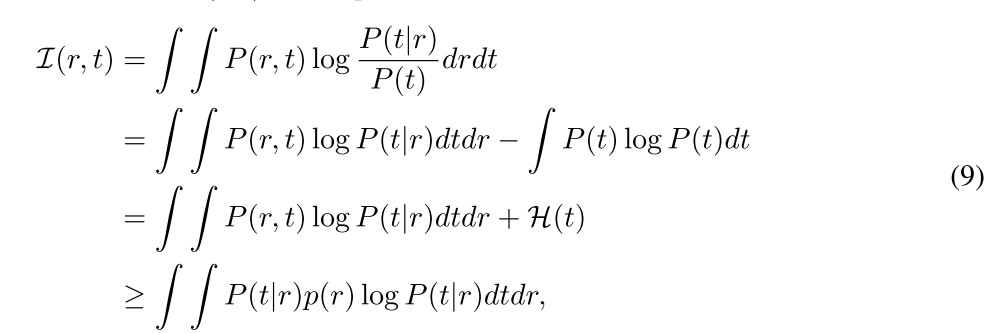 I(r, t) = ∫ ∫ P(r, t) log P(t|r)/P(t) drdt
= ∫ ∫ P(r, t) log P(t|r)dtdr − ∫ P(t) log P(t)dt
= ∫ ∫ P(r, t) log P(t|r)dtdr + H(t)
≥ ∫ ∫ P(t|r)p(r) log P(t|r)dtdr,
(9)